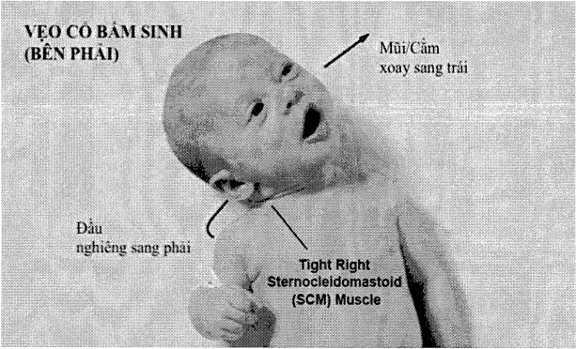 VẸO CỔ BẨM SINH
(BÊN PHẢI)
Mũi/Cằm
xoay sang trái
Đầu
nghiêng sang phải
Tight Right
Sternocleidomastoid
(SCM) Muscle